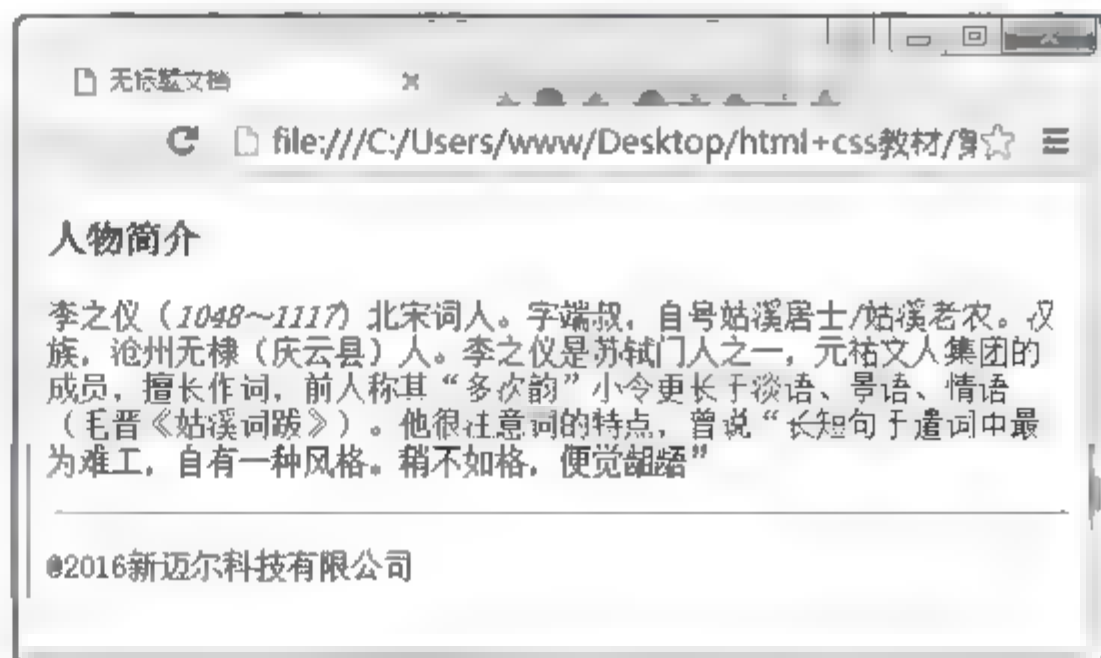 无标题文档
file:///C:/Users/www/Desktop/html+css教材/
人物简介
李之仪（1048～1117）北宋词人。字端叔，自号姑溪居士/姑溪老农。汉
族，沧州无棣（庆云县）人。李之仪是苏轼门人之一，元祐文人集团的
成员，擅长作词，前人称其“多次韵”小令更长于淡语、景语、情语
（毛晋《姑溪词跋》）。他很注意词的特点，曾说“长短句于遣词中最
为难工，自有一种风格。稍不如格，便觉龃龉”
@2016新迈尔科技有限公司